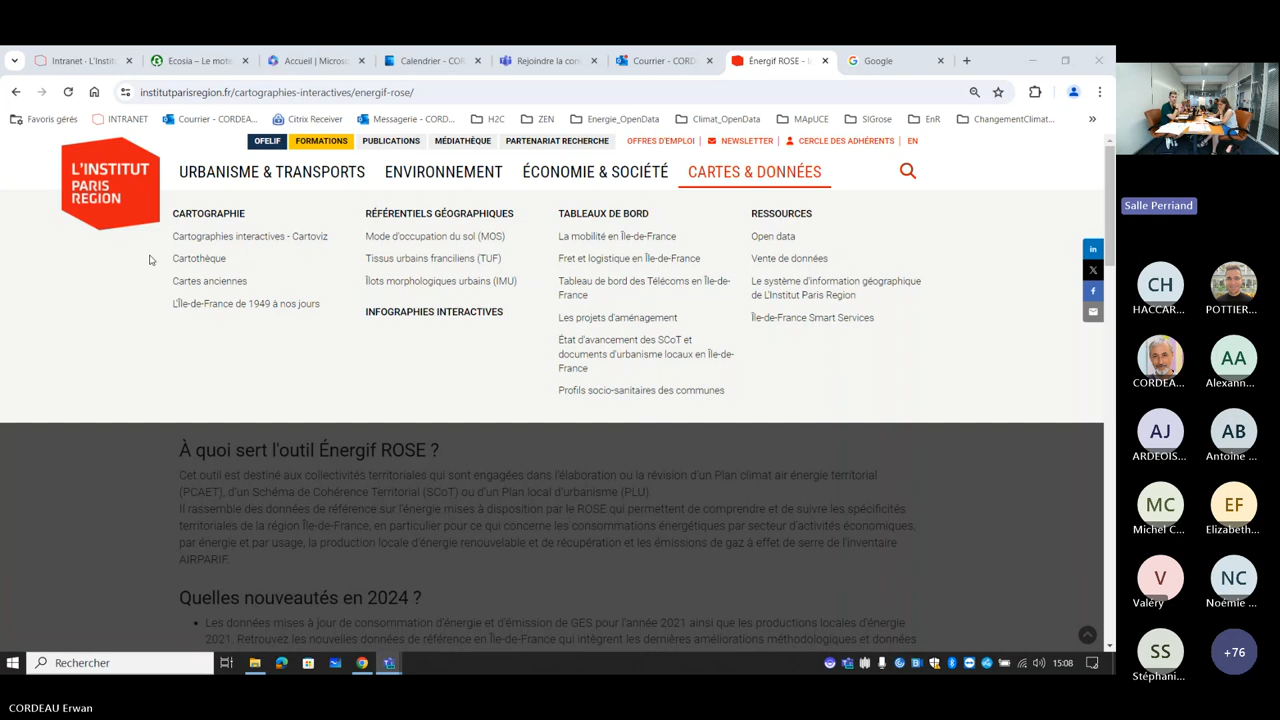 Intranet - L'Instit
Ecosia – Le mote
Accueil | Microso
Calendrier - COR
Rejoindre la con
Courrier - CORD
Énergif ROSE - l
Google
institutparisregion.fr/cartographies-interactives/energif-rose/
Favoris gérés
INTRANET
Courrier - CORDEA...
Citrix Receiver
Messagerie - CORD...
H2C
ZEN
Energie_OpenData
Climat_OpenData
MApUCE
SIGrose
EnR
ChangementClimat...
OFELIF
FORMATIONS
PUBLICATIONS
MÉDIATHÈQUE
PARTENARIAT RECHERCHE
OFFRES D'EMPLOI
NEWSLETTER
CERCLE DES ADHÉRENTS
EN
L'INSTITUT
PARIS
REGION
URBANISME & TRANSPORTS
ENVIRONNEMENT
ÉCONOMIE & SOCIÉTÉ
CARTES & DONNÉES
CARTOGRAPHIE
Cartographies interactives - Cartoviz
Cartothèque
Cartes anciennes
L'Île-de-France de 1949 à nos jours
RÉFÉRENTIELS GÉOGRAPHIQUES
Mode d'occupation du sol (MOS)
Tissus urbains franciliens (TUF)
Îlots morphologiques urbains (IMU)
INFOGRAPHIES INTERACTIVES
TABLEAUX DE BORD
La mobilité en Île-de-France
Fret et logistique en Île-de-France
Tableau de bord des Télécoms en Île-de-
France
Les projets d'aménagement
État d'avancement des SCoT et
documents d'urbanisme locaux en Île-de-
France
Profils socio-sanitaires des communes
RESSOURCES
Open data
Vente de données
Le système d'information géographique
de L'Institut Paris Region
Île-de-France Smart Services
À quoi sert l'outil Énergif ROSE ?
Cet outil est destiné aux collectivités territoriales qui sont engagées dans l'élaboration ou la révision d'un Plan climat air énergie territorial
(PCAET), d'un Schéma de Cohérence Territorial (SCoT) ou d'un Plan local d'urbanisme (PLU).
Il rassemble des données de référence sur l'énergie mises à disposition par le ROSE qui permettent de comprendre et de suivre les spécificités
territoriales de la région Île-de-France, en particulier pour ce qui concerne les consommations énergétiques par secteur d'activités économiques,
par énergie et par usage, la production locale d'énergie renouvelable et de récupération et les émissions de gaz à effet de serre de l'inventaire
AIRPARIF.
Quelles nouveautés en 2024 ?
Les données mises à jour de consommation d'énergie et d'émission de GES pour l'année 2021 ainsi que les productions locales d'énergie
2021. Retrouvez les nouvelles données de référence en Île-de-France qui intègrent les dernières améliorations méthodologiques et données
Rechercher
15:08
Salle Perriand
CH
HACCAR...
POTTIER...
CORDEA...
AA
Alexann...
AJ
ARDEOIS...
AB
Antoine ...
MC
Michel C...
EF
Elizabeth...
V
Valéry
NC
Noémie ...
SS
Stéphani...
+76
CORDEAU Erwan